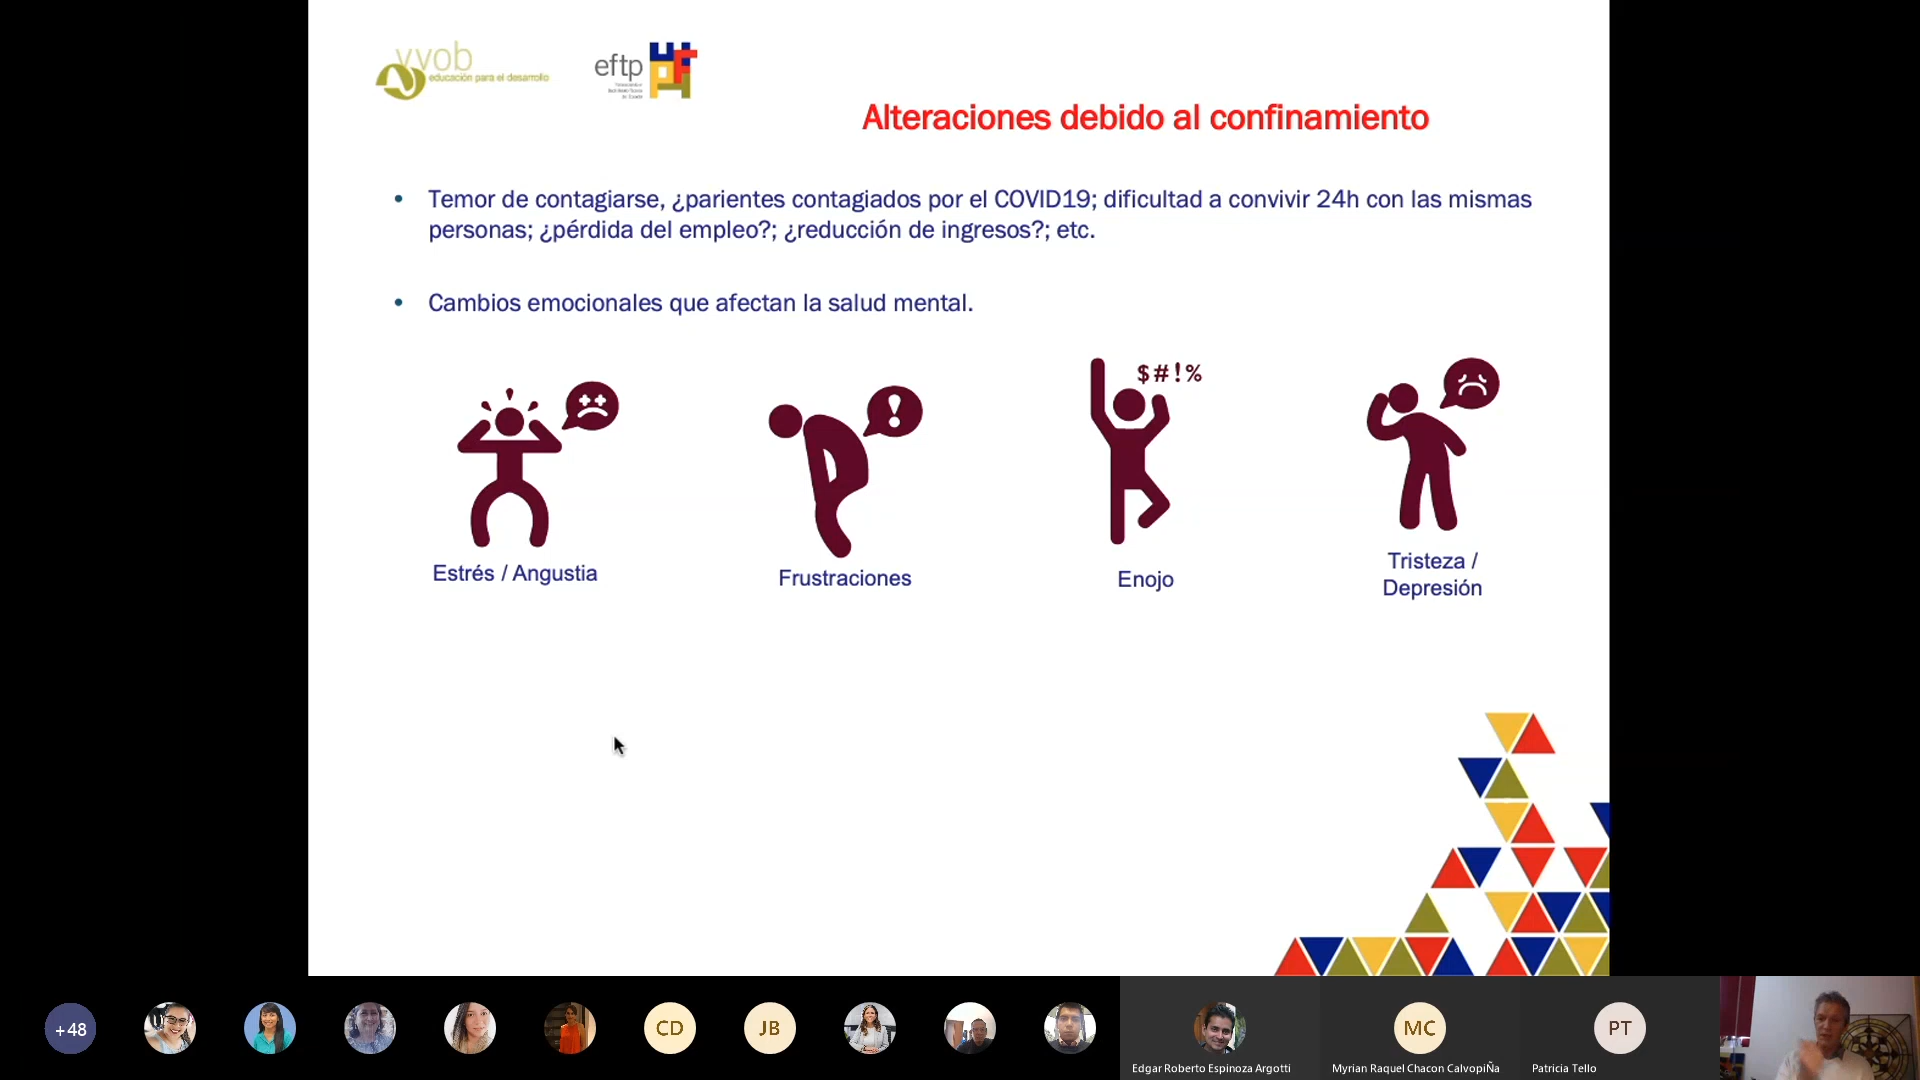 vvob
educación para el desarrollo
eftp
Alteraciones debido al confinamiento
• Temor de contagiarse, ¿parientes contagiados por el COVID19; dificultad a convivir 24h con las mismas
personas; ¿pérdida del empleo?; ¿reducción de ingresos?; etc.
• Cambios emocionales que afectan la salud mental.
$#!%
Estrés / Angustia
Frustraciones
Enojo
Tristeza /
Depresión
+48
CD
JB
MC
PT
Edgar Roberto Espinoza Argotti
Myrian Raquel Chacon CalvopiÑa
Patricia Tello